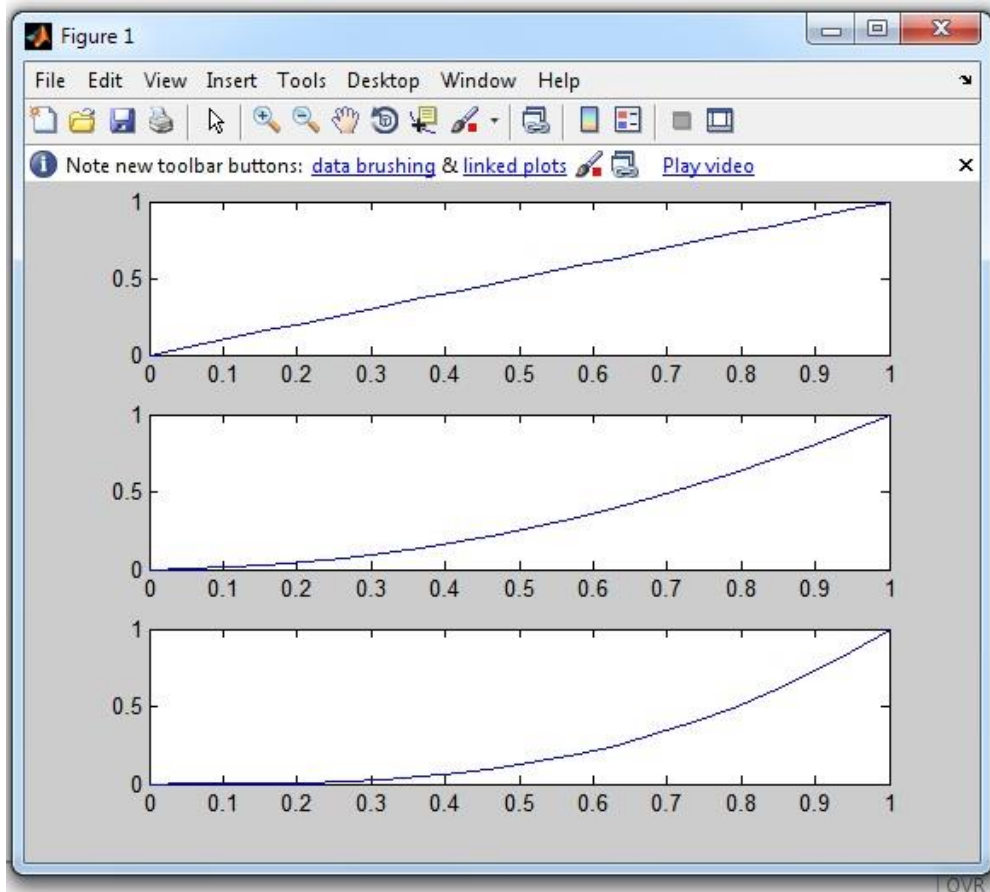 Figure 1
File Edit View Insert Tools Desktop Window Help
Note new toolbar buttons: data brushing & linked plots Play video
1
0.5
0
0 0.1 0.2 0.3 0.4 0.5 0.6 0.7 0.8 0.9 1
1
0.5
0
0 0.1 0.2 0.3 0.4 0.5 0.6 0.7 0.8 0.9 1
1
0.5
0
0 0.1 0.2 0.3 0.4 0.5 0.6 0.7 0.8 0.9 1
OVR